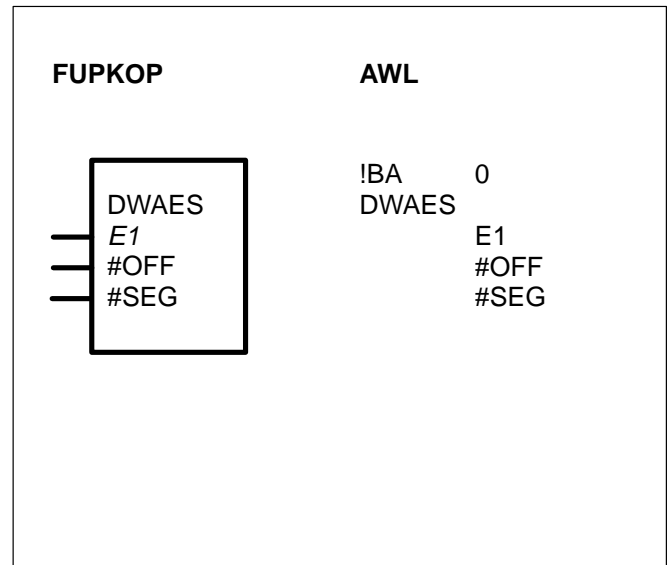 FUPKOP
DWAES
E1
#OFF
#SEG
AWL
!BA 0
DWAES
E1
#OFF
#SEG